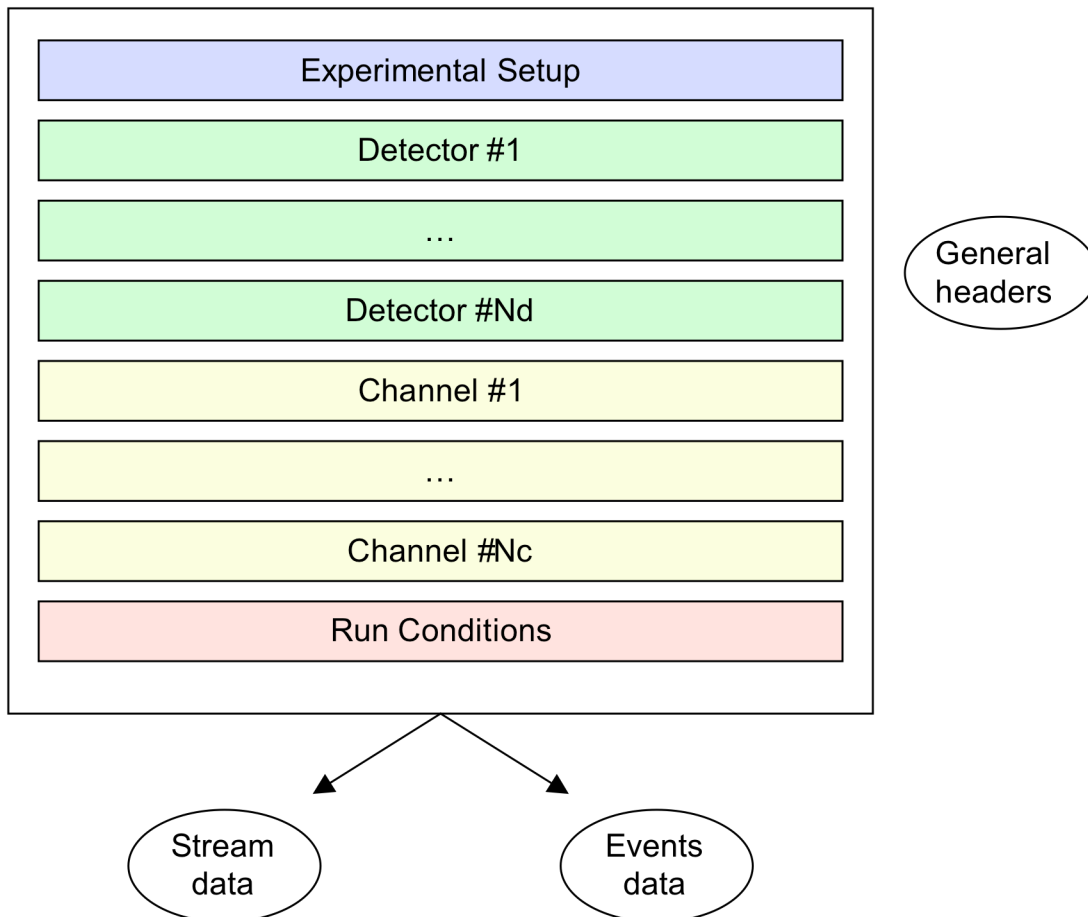 Experimental Setup
Detector #1
...
Detector #Nd
Channel #1
...
Channel #Nc
Run Conditions
General
headers
Stream
data
Events
data